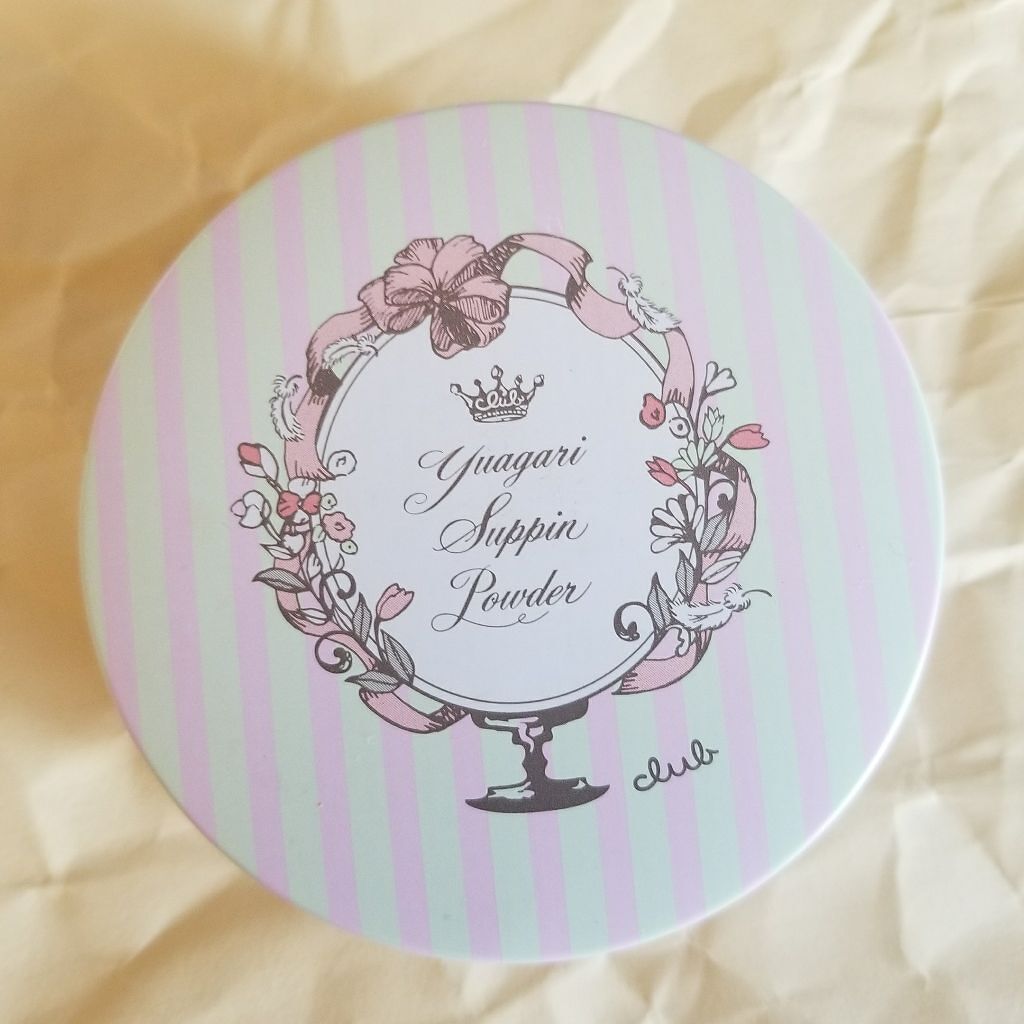 club
Yuagari
Suppin
Powder
club